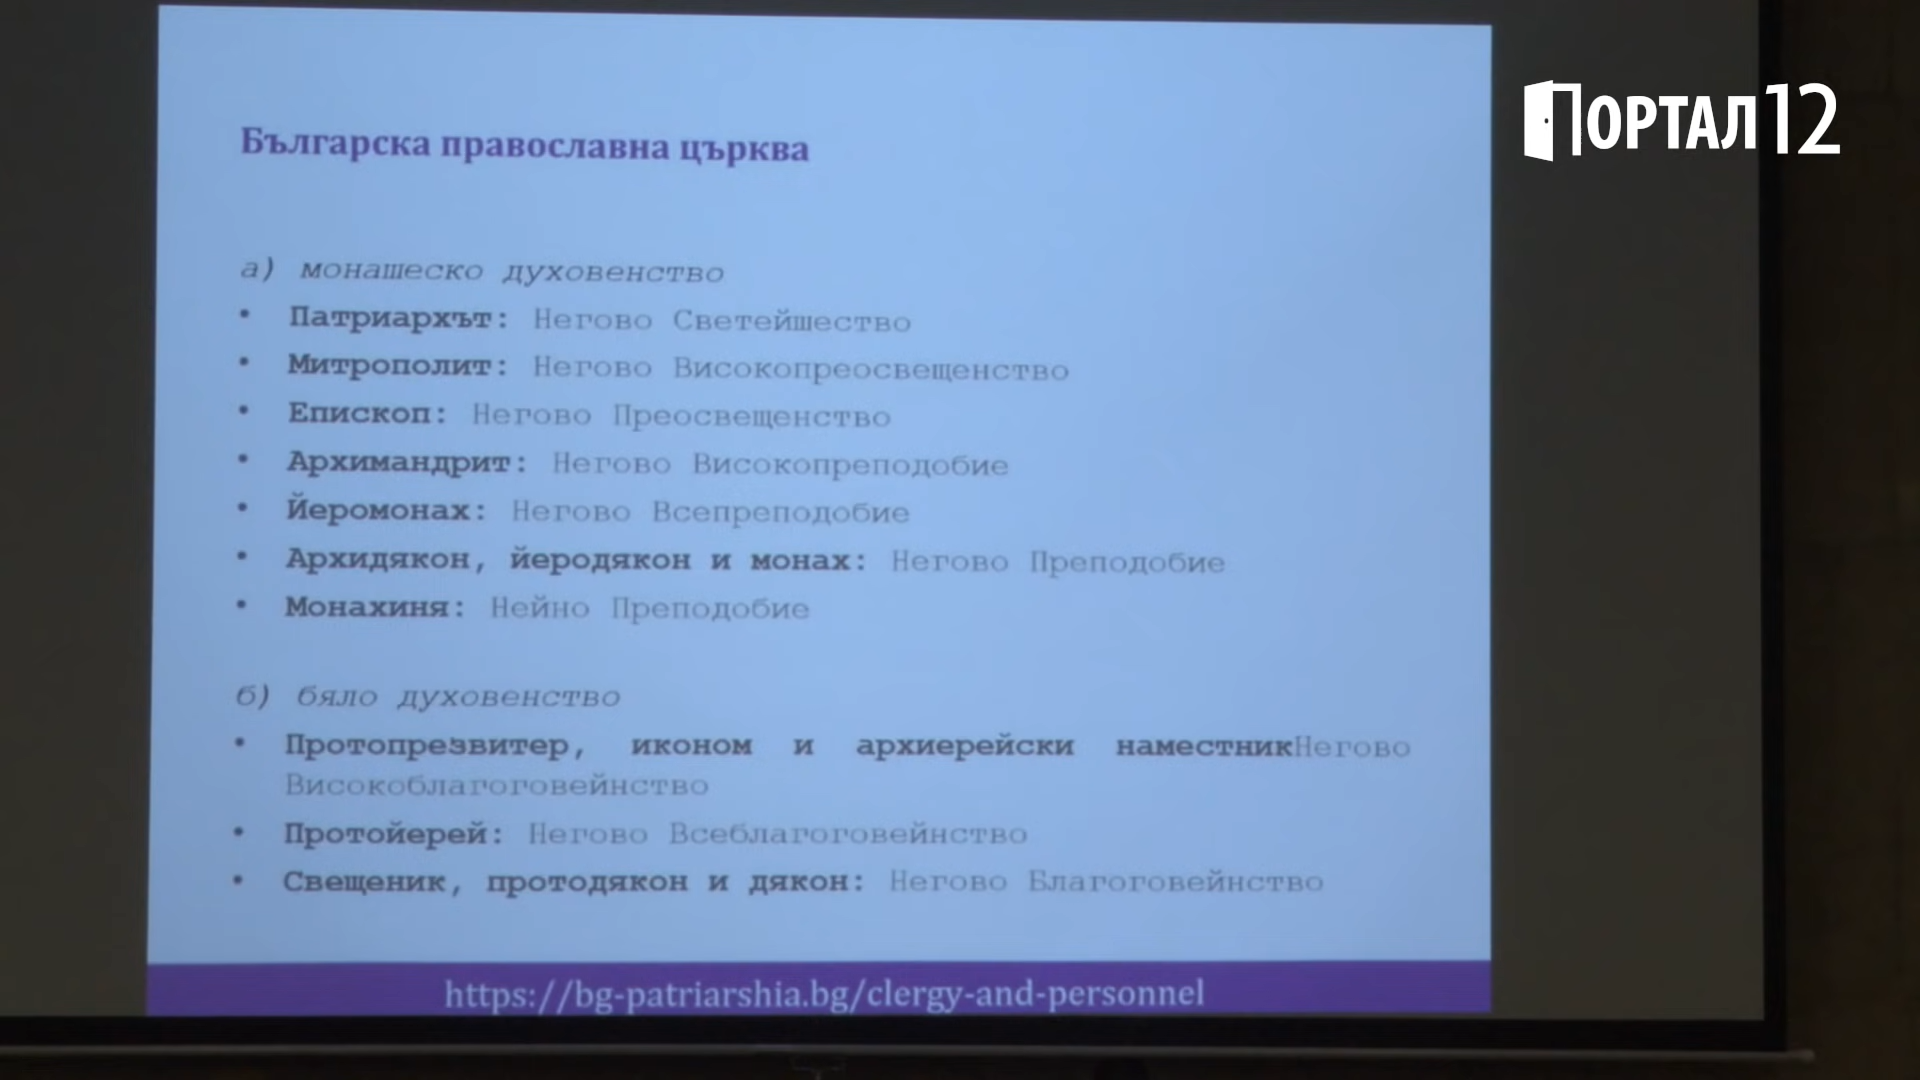 ПОРТАЛ12
Българска православна църква
а) монашеско духовенство
• Патриархът: Негово Светейшество
• Митрополит: Негово Високопреосвещенство
• Епископ: Негово Преосвещенство
• Архимандрит: Негово Високопреподобие
• Йеромонах: Негово Всепреподобие
• Архидякон, йеродякон и монах: Негово Преподобие
• Монахиня: Нейно Преподобие
б) бяло духовенство
• Протопрезвитер, иконом и архиерейски наместникНегово
Високоблагоговейнство
• Протойерей: Негово Всеблагоговейнство
• Свещеник, протодякон и дякон: Негово Благоговейнство
https://bg-patriarshia.bg/clergy-and-personnel